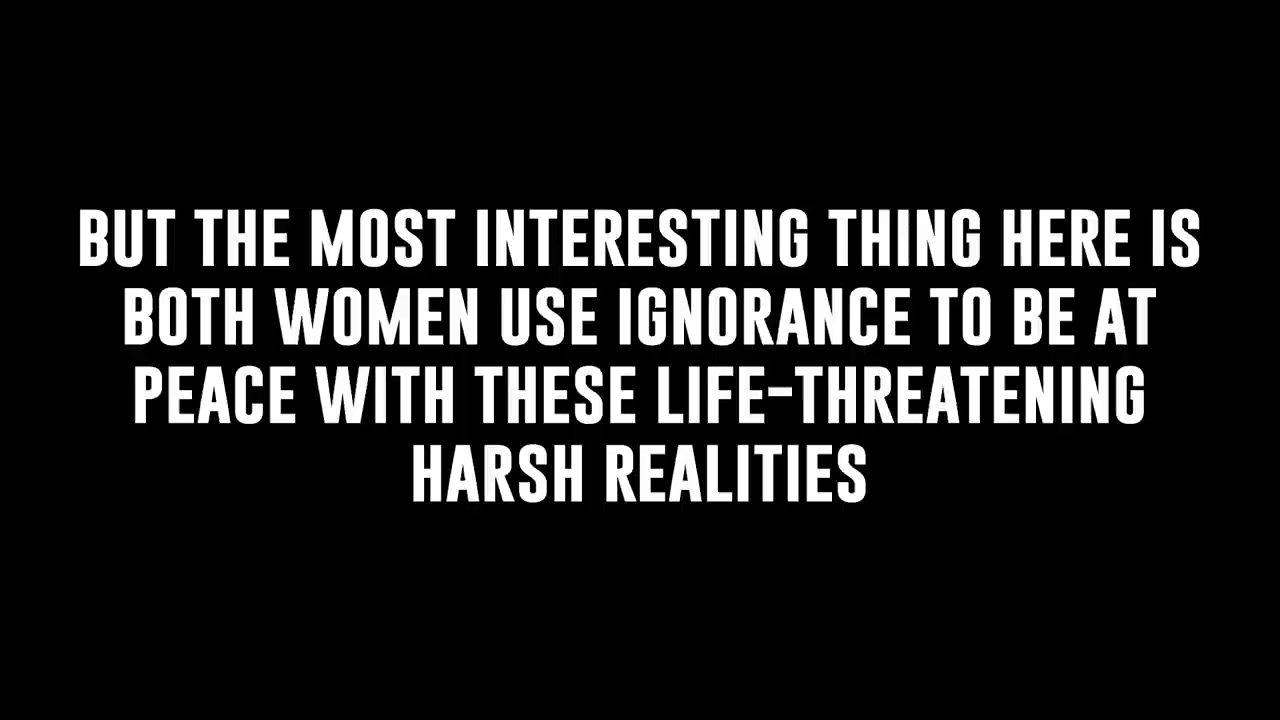 BUT THE MOST INTERESTING THING HERE IS
BOTH WOMEN USE IGNORANCE TO BE AT
PEACE WITH THESE LIFE-THREATENING
HARSH REALITIES